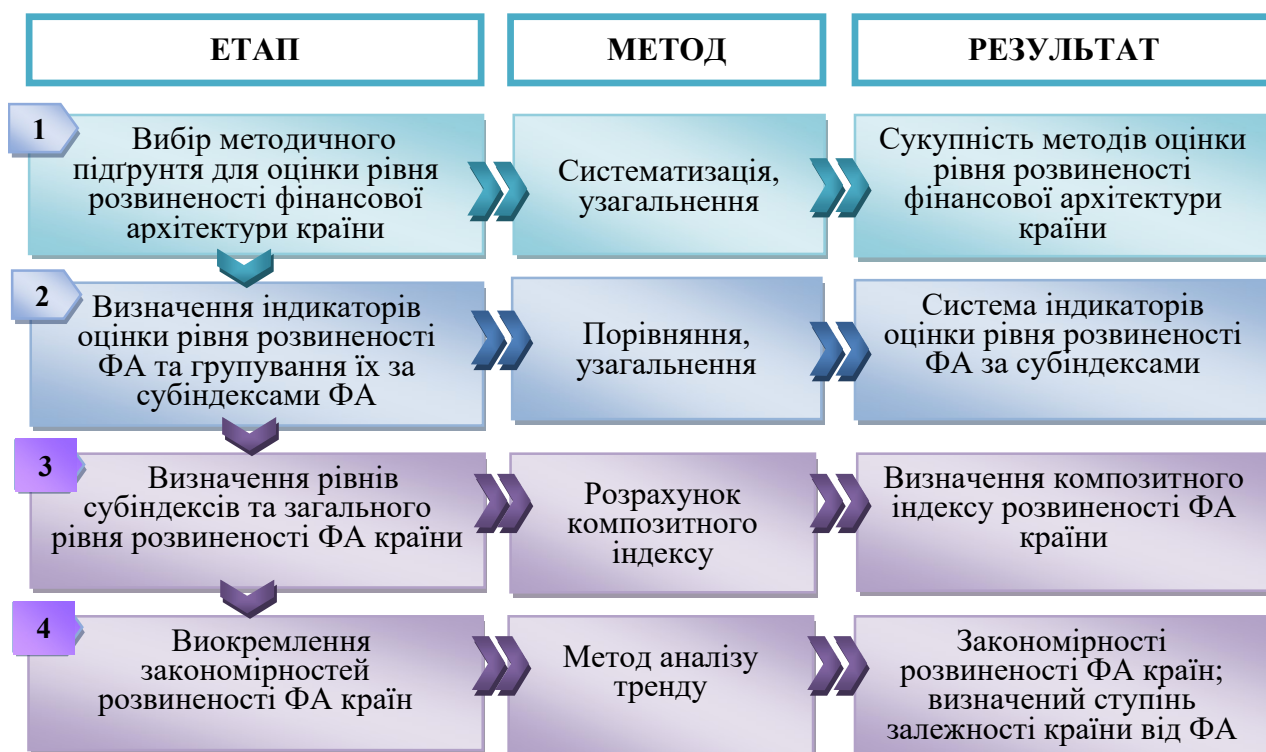 ЕТАП
МЕТОД
РЕЗУЛЬТАТ
1
Вибір методичного
підґрунтя для оцінки рівня
розвиненості фінансової
архітектури країни
Систематизація,
узагальнення
Сукупність методів оцінки
рівня розвиненості
фінансової архітектури
країни
2
Визначення індикаторів
оцінки рівня розвиненості
ФА та групування їх за
субіндексами ФА
Порівняння,
узагальнення
Система індикаторів
оцінки рівня розвиненості
ФА за субіндексами
3
Визначення рівнів
субіндексів та загального
рівня розвиненості ФА країни
Розрахунок
композитного
індексу
Визначення композитного
індексу розвиненості ФА
країни
4
Виокремлення
закономірностей
розвиненості ФА країн
Метод аналізу
тренду
Закономірності
розвиненості ФА країн;
визначений ступінь
залежності країни від ФА